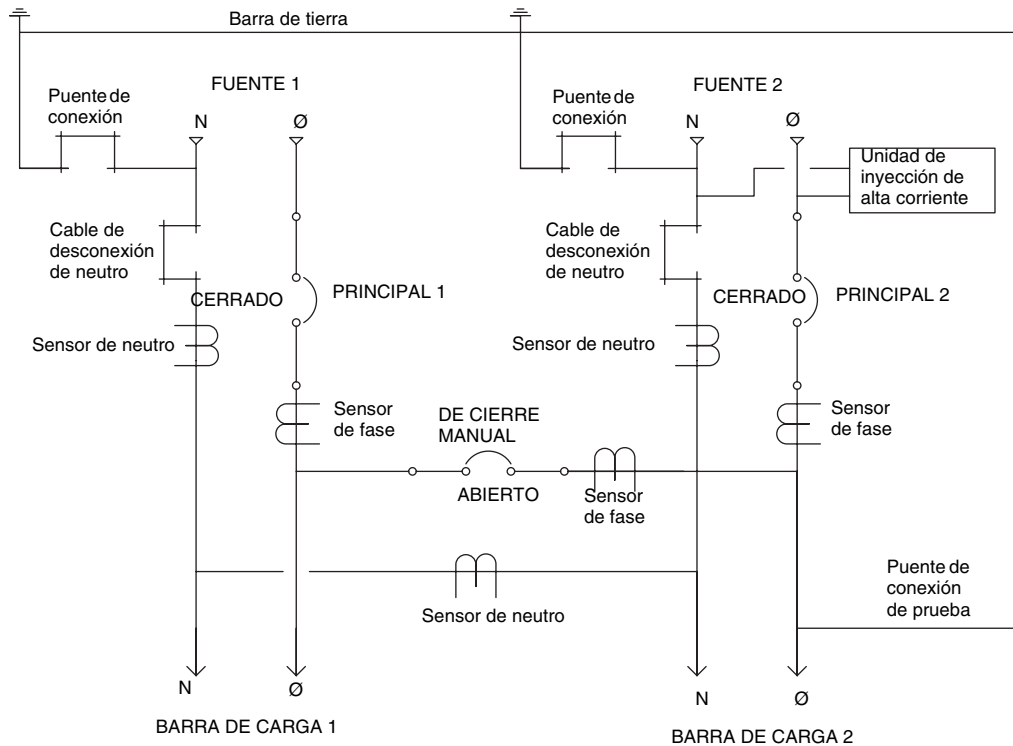 Barra de tierra
FUENTE 1
FUENTE 2
Puente de
conexión
N
Ø
Puente de
conexión
N
Ø
Unidad de
inyección de
alta corriente
Cable de
desconexión
de neutro
CERRADO
PRINCIPAL 1
Cable de
desconexión
de neutro
CERRADO
PRINCIPAL 2
Sensor de neutro
Sensor de neutro
Sensor
de fase
DE CIERRE
MANUAL
ABIERTO
Sensor
de fase
Sensor
de fase
Sensor de neutro
Puente de
conexión
de prueba
N
Ø
N
Ø
BARRA DE CARGA 1
BARRA DE CARGA 2